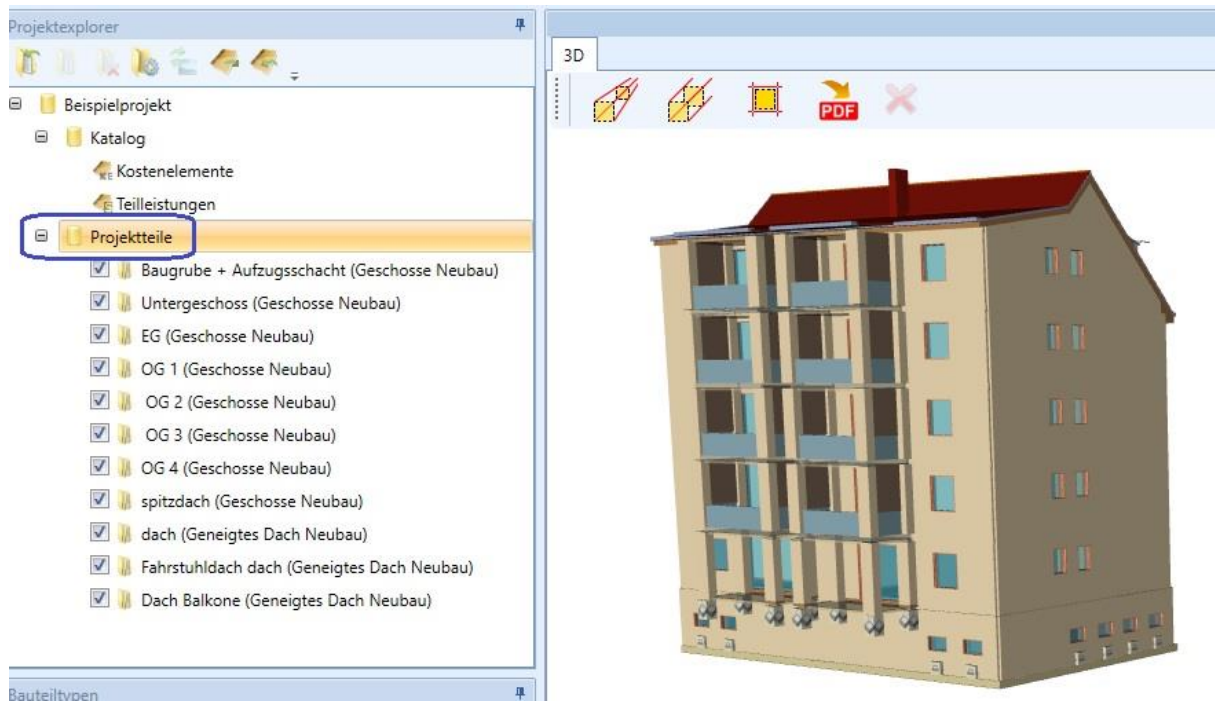 Projektexplorer
Beispielprojekt
Katalog
KE Kostenelemente
E Teilleistungen
Projektteile
Baugrube + Aufzugsschacht (Geschosse Neubau)
Untergeschoss (Geschosse Neubau)
EG (Geschosse Neubau)
OG 1 (Geschosse Neubau)
OG 2 (Geschosse Neubau)
OG 3 (Geschosse Neubau)
OG 4 (Geschosse Neubau)
spitzdach (Geschosse Neubau)
dach (Geneigtes Dach Neubau)
Fahrstuhldach dach (Geneigtes Dach Neubau)
Dach Balkone (Geneigtes Dach Neubau)
Bauteiltypen
3D
PDF